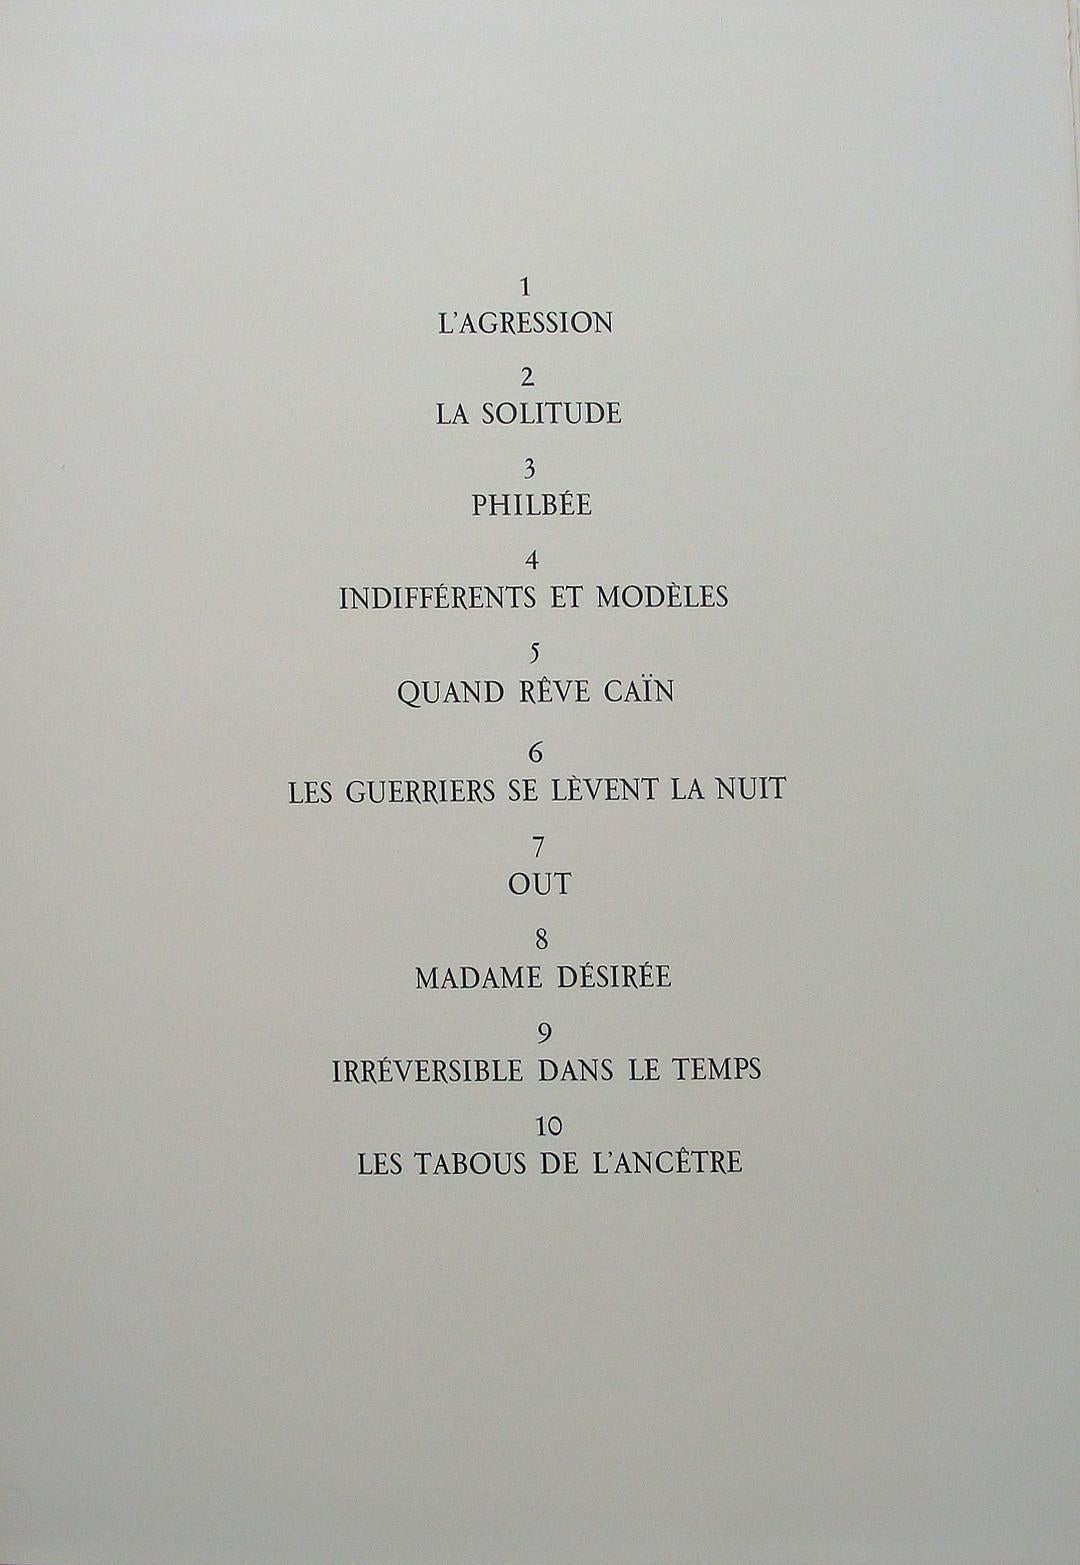 1
L'AGRESSION
2
LA SOLITUDE
3
PHILBÉE
4
INDIFFÉRENTS ET MODÈLES
5
QUAND RÊVE CAÏN
6
LES GUERRIERS SE LÈVENT LA NUIT
7
OUT
8
MADAME DÉSIRÉE
9
IRRÉVERSIBLE DANS LE TEMPS
10
LES TABOUS DE L'ANCÊTRE